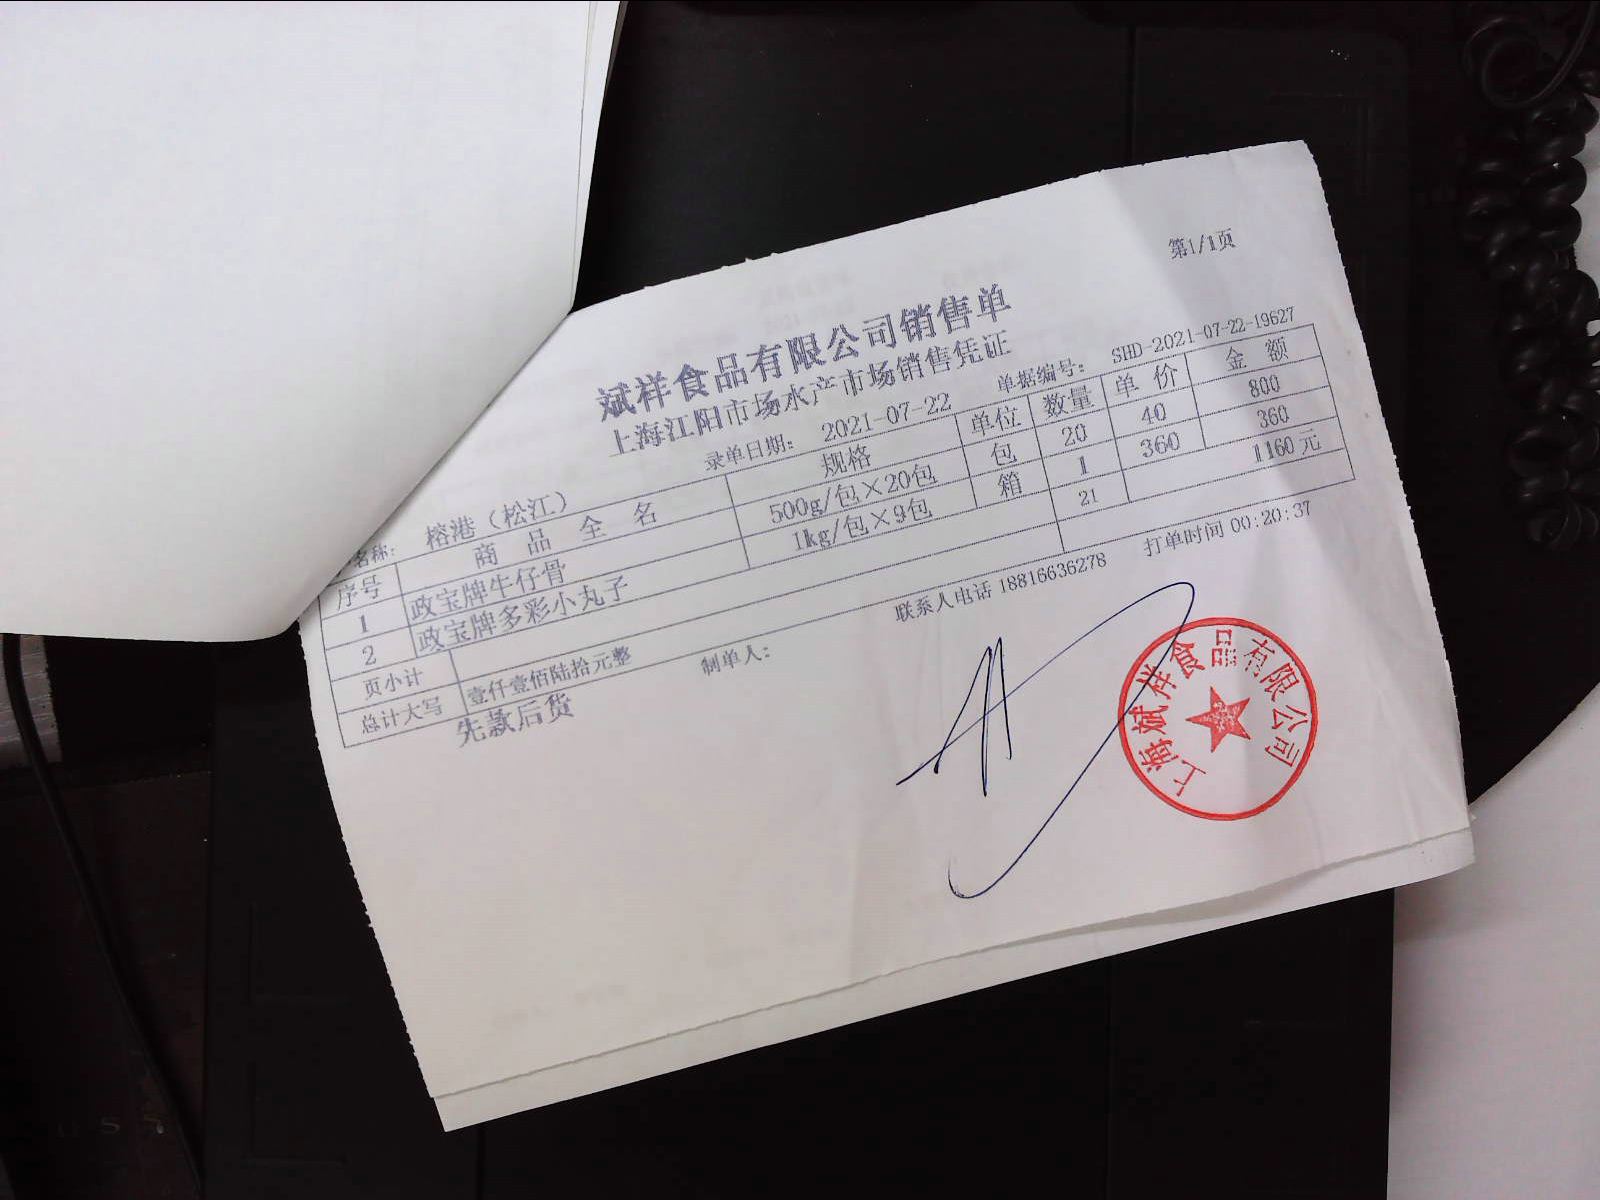 第1/1页
斌祥食品有限公司销售单
上海江阳市场水产市场销售凭证
名称： 榕港（松江） 录单日期： 2021-07-22 单据编号： SHD-2021-07-22-19627
序号 商 品 全 名 规格 单位 数量 单 价 金 额
1 政宝牌牛仔骨 500g/包×20包 包 20 40 800
2 政宝牌多彩小丸子 1kg/包×9包 箱 1 360 360
页小计 21 1160元
总计大写 壹仟壹佰陆拾元整
先款后货 制单人： 联系人电话 18816636278 打单时间 00:20:37
上海斌祥食品有限公司